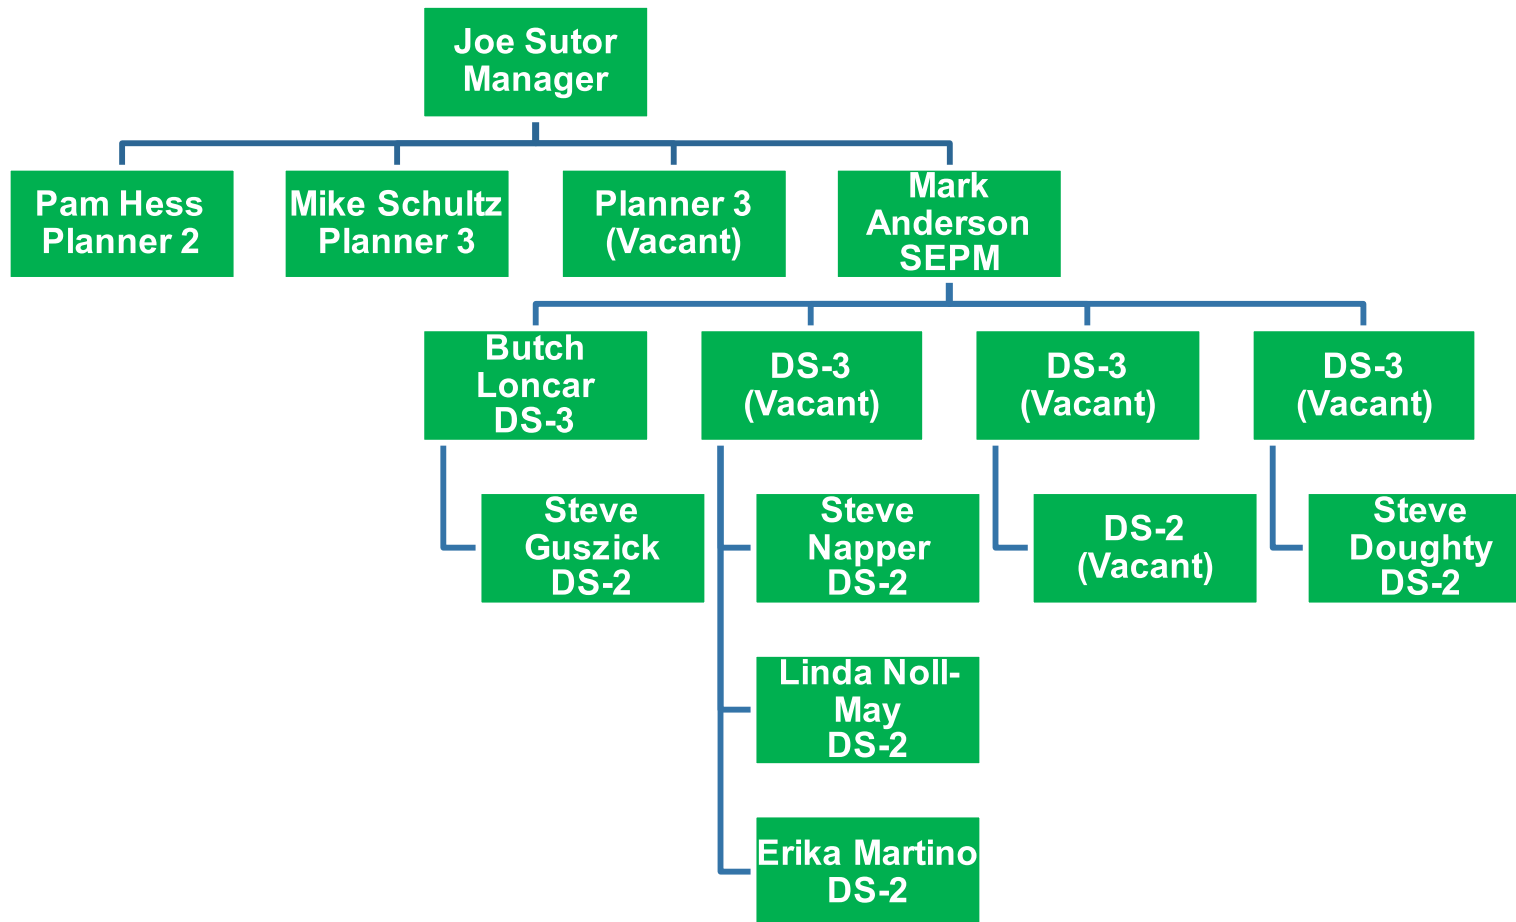 Joe Sutor
Manager
Pam Hess
Planner 2
Mike Schultz
Planner 3
Planner 3
(Vacant)
Mark
Anderson
SEPM
Butch
Loncar
DS-3
DS-3
(Vacant)
DS-3
(Vacant)
DS-3
(Vacant)
Steve
Guszick
DS-2
Steve
Napper
DS-2
DS-2
(Vacant)
Steve
Doughty
DS-2
Linda Noll-
May
DS-2
Erika Martino
DS-2